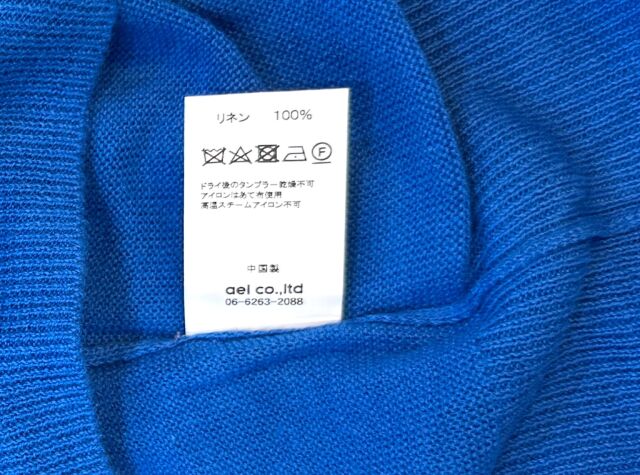 リネン 100%
F
ドライ後のタンブラー乾燥不可
アイロンはあて布使用
高温スチームアイロン不可
中国製
ael co.,ltd
06-6263-2088